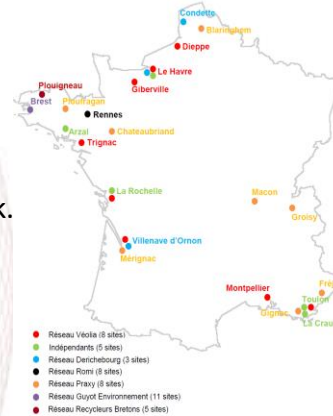 Condette
Blaringhem
Dieppe
Le Havre
Giberville
Plouigneau
Brest
Ploufragan
Rennes
Arzal
Chateaubriand
Trignac
k.
La Rochelle
Macon
Groisy
Villenave d'Ornon
Mérignac
Montpellier
Fré
Toulon
Gignac
La Crau
Réseau Véolia (8 sites)
Indépendants (5 sites)
Réseau Derichebourg (3 sites)
Réseau Romi (8 sites)
Réseau Praxy (8 sites)
Réseau Guyot Environnement (11 sites)
Réseau Recycleurs Bretons (5 sites)